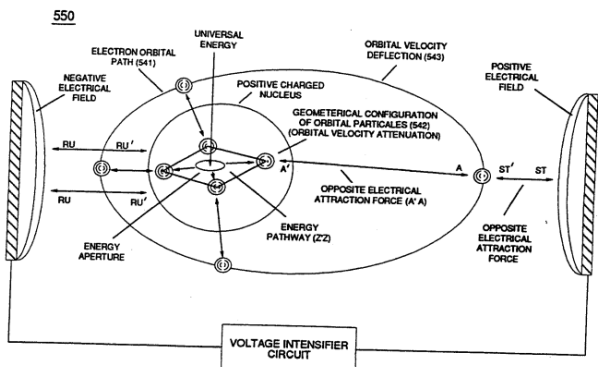 550
UNIVERSAL
ENERGY
ELECTRON ORBITAL
PATH (541)
ORBITAL VELOCITY
DEFLECTION (543)
NEGATIVE
ELECTRICAL
FIELD
POSITIVE CHARGED
NUCLEUS
POSITIVE
ELECTRICAL
FIELD
GEOMETERICAL CONFIGURATION
OF ORBITAL PARTICALES (542)
(ORBITAL VELOCITY ATTENUATION)
RU RU'
A' A
ST' ST
RU RU'
OPPOSITE ELECTRICAL
ATTRACTION FORCE (A' A)
OPPOSITE
ELECTRICAL
ATTRACTION
FORCE
ENERGY
APERTURE
ENERGY
PATHWAY (Z'Z)
VOLTAGE INTENSIFIER
CIRCUIT